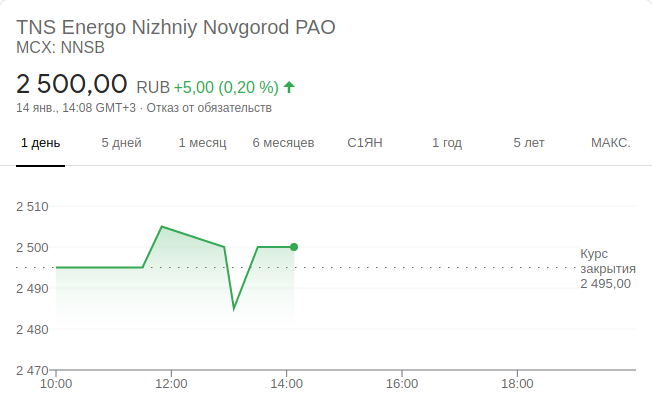 TNS Energo Nizhniy Novgorod PAO
MCX: NNSB
2 500,00 RUB +5,00 (0,20 %)
14 янв., 14:08 GMT+3 · Отказ от обязательств
1 день 5 дней 1 месяц 6 месяцев С1ЯН 1 год 5 лет МАКС.
2 510
2 500
2 490
2 480
2 470
Курс
закрытия
2 495,00
10:00 12:00 14:00 16:00 18:00